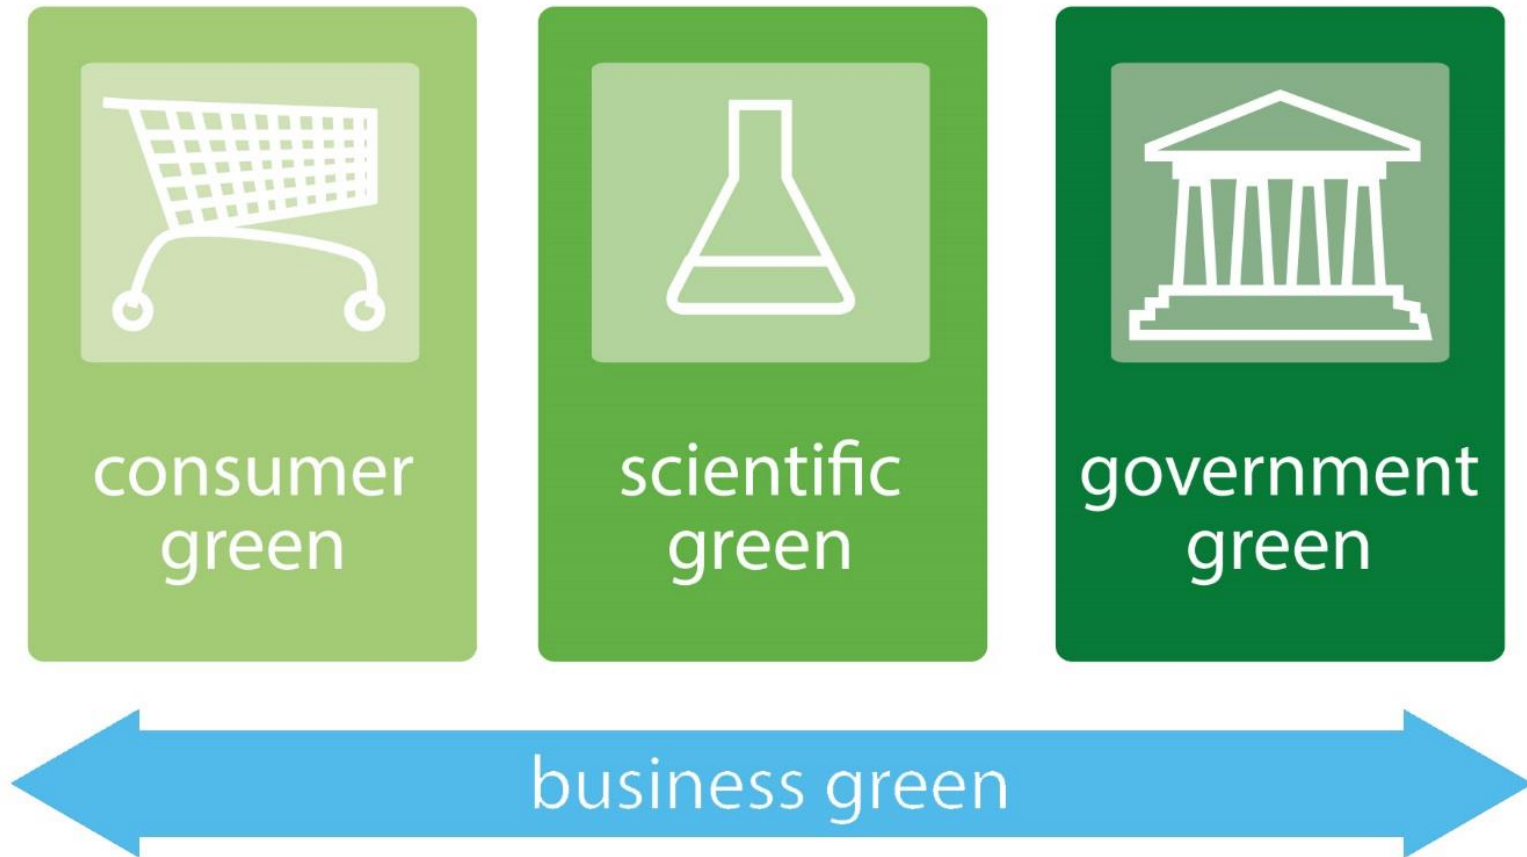 consumer
green
scientific
green
government
green
business green